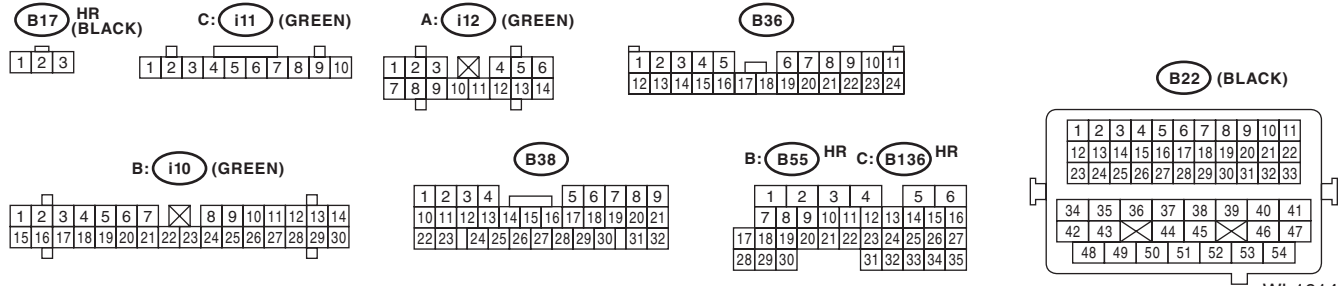 B17 HR
(BLACK)
1 2 3
C: i11 (GREEN)
1 2 3 4 5 6 7 8 9 10
A: i12 (GREEN)
1 2 3 4 5 6
7 8 9 10 11 12 13 14
B36
1 2 3 4 5 6 7 8 9 10 11
12 13 14 15 16 17 18 19 20 21 22 23 24
B22 (BLACK)
1 2 3 4 5 6 7 8 9 10 11
12 13 14 15 16 17 18 19 20 21 22
23 24 25 26 27 28 29 30 31 32 33
34 35 36 37 38 39 40 41
42 43 44 45 46 47
48 49 50 51 52 53 54
B: i10 (GREEN)
1 2 3 4 5 6 7 8 9 10 11 12 13 14
15 16 17 18 19 20 21 22 23 24 25 26 27 28 29 30
B38
1 2 3 4 5 6 7 8 9
10 11 12 13 14 15 16 17 18 19 20 21
22 23 24 25 26 27 28 29 30 31 32
B: B55 HR C: B136 HR
1 2 3 4 5 6
7 8 9 10 11 12 13 14 15 16
17 18 19 20 21 22 23 24 25 26 27
28 29 30 31 32 33 34 35